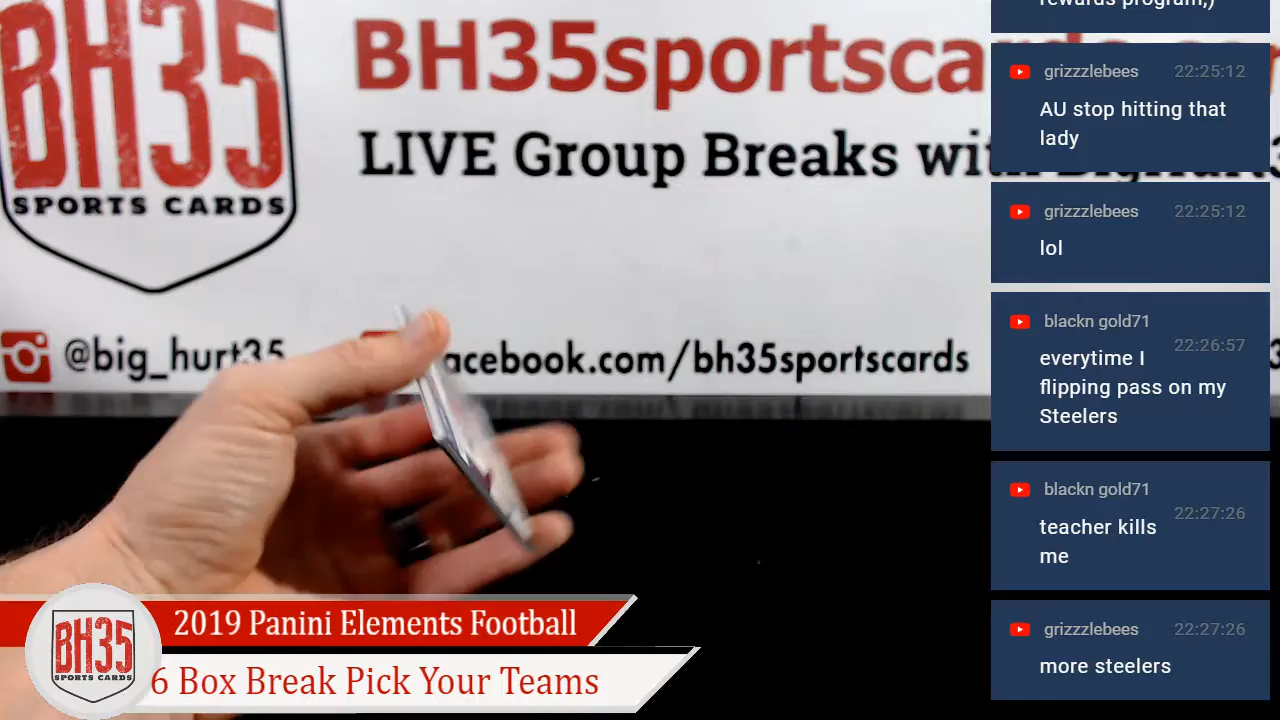 BH35
SPORTS CARDS
BH35sportscards
LIVE Group Breaks with
@big_hurt35
facebook.com/bh35sportscards
rewards program,)
grizzzlebees 22:25:12
AU stop hitting that
lady
grizzzlebees 22:25:12
lol
blackn gold71
22:26:57
everytime I
flipping pass on my
Steelers
blackn gold71
22:27:26
teacher kills
me
grizzzlebees 22:27:26
more steelers
BH35
SPORTS CARDS
2019 Panini Elements Football
6 Box Break Pick Your Teams